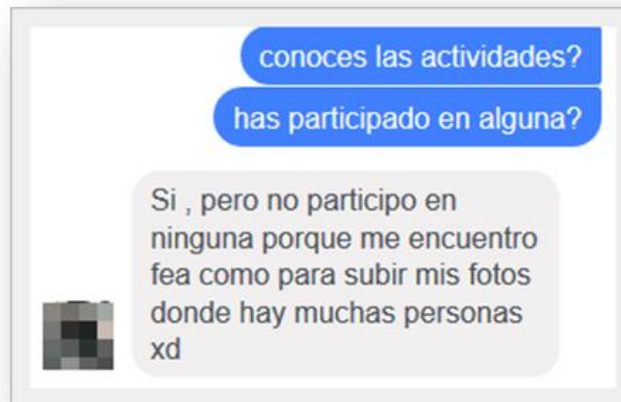 conoces las actividades?
has participado en alguna?
Si , pero no participo en
ninguna porque me encuentro
fea como para subir mis fotos
donde hay muchas personas
xd